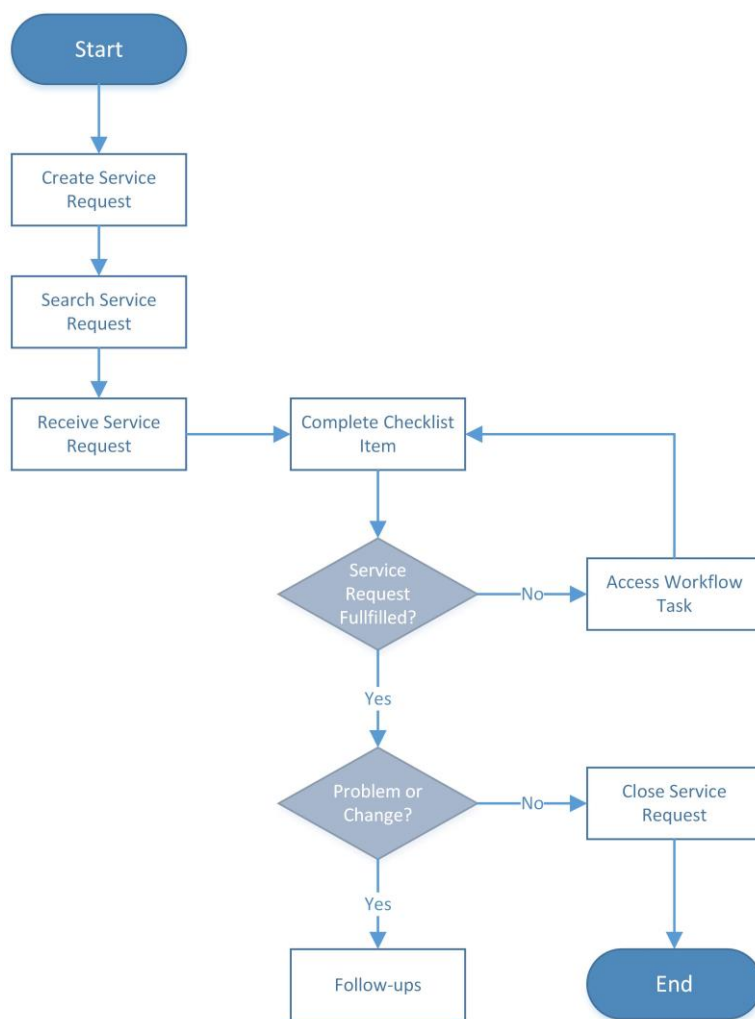 Start
Create Service
Request
Search Service
Request
Receive Service
Request
Complete Checklist
Item
Service
Request
Fullfilled?
No
Access Workflow
Task
Yes
Problem or
Change?
No
Close Service
Request
Yes
Follow-ups
End